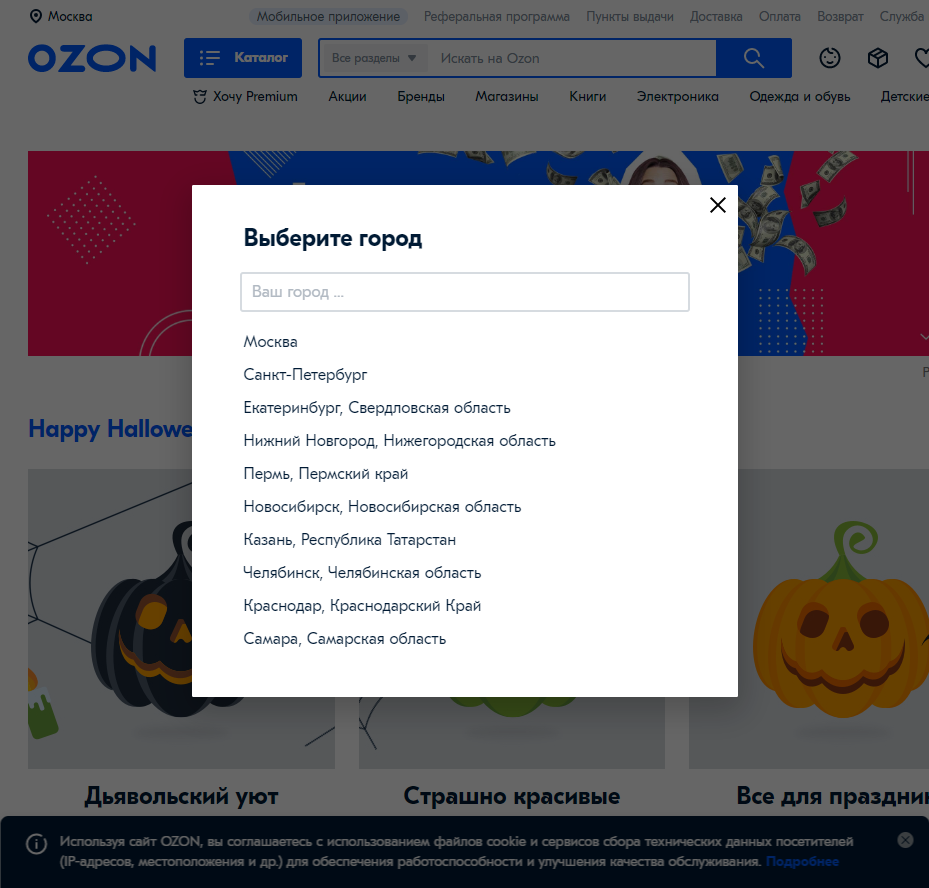 Москва
Мобильное приложение
Реферальная программа
Пункты выдачи
Доставка
Оплата
Возврат
Служба
OZON
Каталог
Все разделы
Искать на Ozon
Хочу Premium
Акции
Бренды
Магазины
Книги
Электроника
Одежда и обувь
Детские
Выберите город
Ваш город ...
Москва
Санкт-Петербург
Екатеринбург, Свердловская область
Нижний Новгород, Нижегородская область
Пермь, Пермский край
Новосибирск, Новосибирская область
Казань, Республика Татарстан
Челябинск, Челябинская область
Краснодар, Краснодарский Край
Самара, Самарская область
Happy Hallowe
Дьявольский уют
Страшно красивые
Все для праздни
Используя сайт OZON, вы соглашаетесь с использованием файлов cookie и сервисов сбора технических данных посетителей
(IP-адресов, местоположения и др.) для обеспечения работоспособности и улучшения качества обслуживания. Подробнее